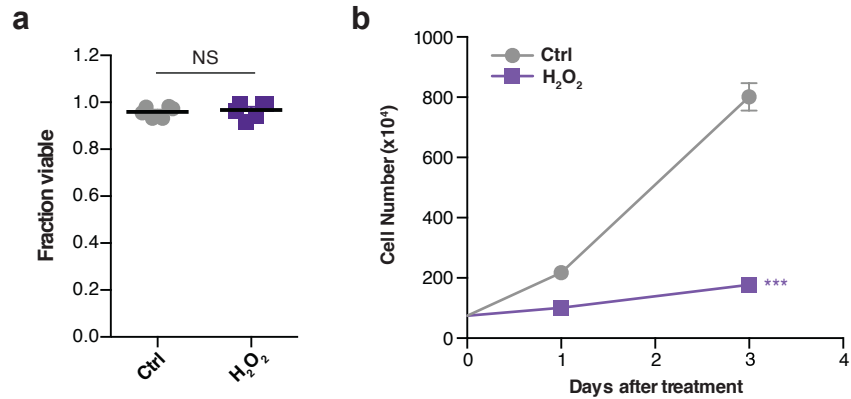 a
NS
1.2
1.0
0.8
0.6
0.4
0.2
0.0
Fraction viable
Ctrl
H₂O₂
b
Ctrl
H₂O₂
1000
800
600
400
200
0
Cell Number (x10⁴)
***
0 1 2 3 4
Days after treatment